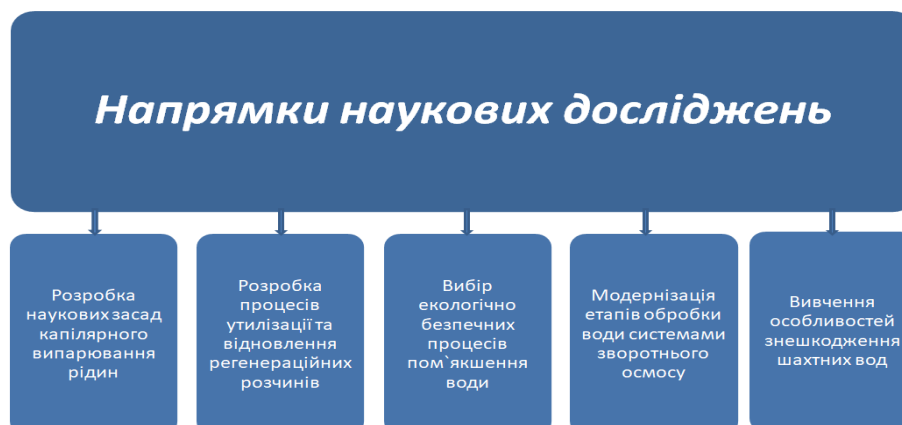 Напрямки наукових досліджень
Розробка
наукових засад
капілярного
випарювання
рідин
Розробка
процесів
утилізації та
відновлення
регенераційних
розчинів
Вибір
екологічно
безпечних
процесів
пом`якшення
води
Модернізація
етапів обробки
води системами
зворотнього
осмосу
Вивчення
особливостей
знешкодження
шахтних вод